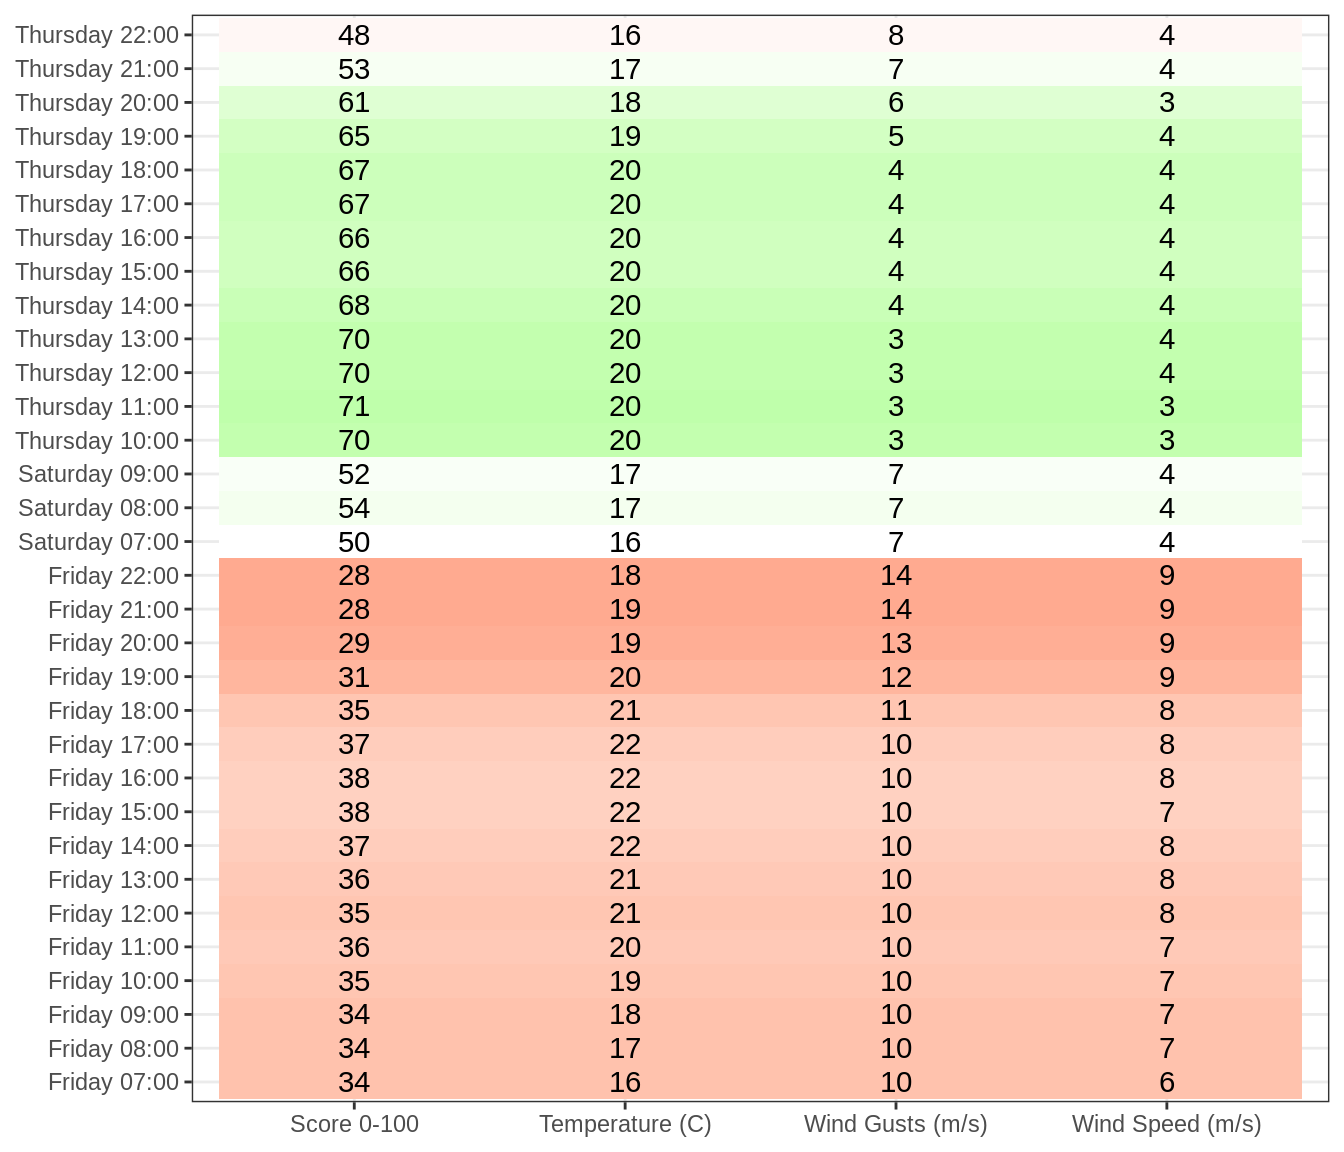 Thursday 22:00 48 16 8 4
Thursday 21:00 53 17 7 4
Thursday 20:00 61 18 6 3
Thursday 19:00 65 19 5 4
Thursday 18:00 67 20 4 4
Thursday 17:00 67 20 4 4
Thursday 16:00 66 20 4 4
Thursday 15:00 66 20 4 4
Thursday 14:00 68 20 4 4
Thursday 13:00 70 20 3 4
Thursday 12:00 70 20 3 4
Thursday 11:00 71 20 3 3
Thursday 10:00 70 20 3 3
Saturday 09:00 52 17 7 4
Saturday 08:00 54 17 7 4
Saturday 07:00 50 16 7 4
Friday 22:00 28 18 14 9
Friday 21:00 28 19 14 9
Friday 20:00 29 19 13 9
Friday 19:00 31 20 12 9
Friday 18:00 35 21 11 8
Friday 17:00 37 22 10 8
Friday 16:00 38 22 10 8
Friday 15:00 38 22 10 7
Friday 14:00 37 22 10 8
Friday 13:00 36 21 10 8
Friday 12:00 35 21 10 8
Friday 11:00 36 20 10 7
Friday 10:00 35 19 10 7
Friday 09:00 34 18 10 7
Friday 08:00 34 17 10 7
Friday 07:00 34 16 10 6
Score 0-100 Temperature (C) Wind Gusts (m/s) Wind Speed (m/s)